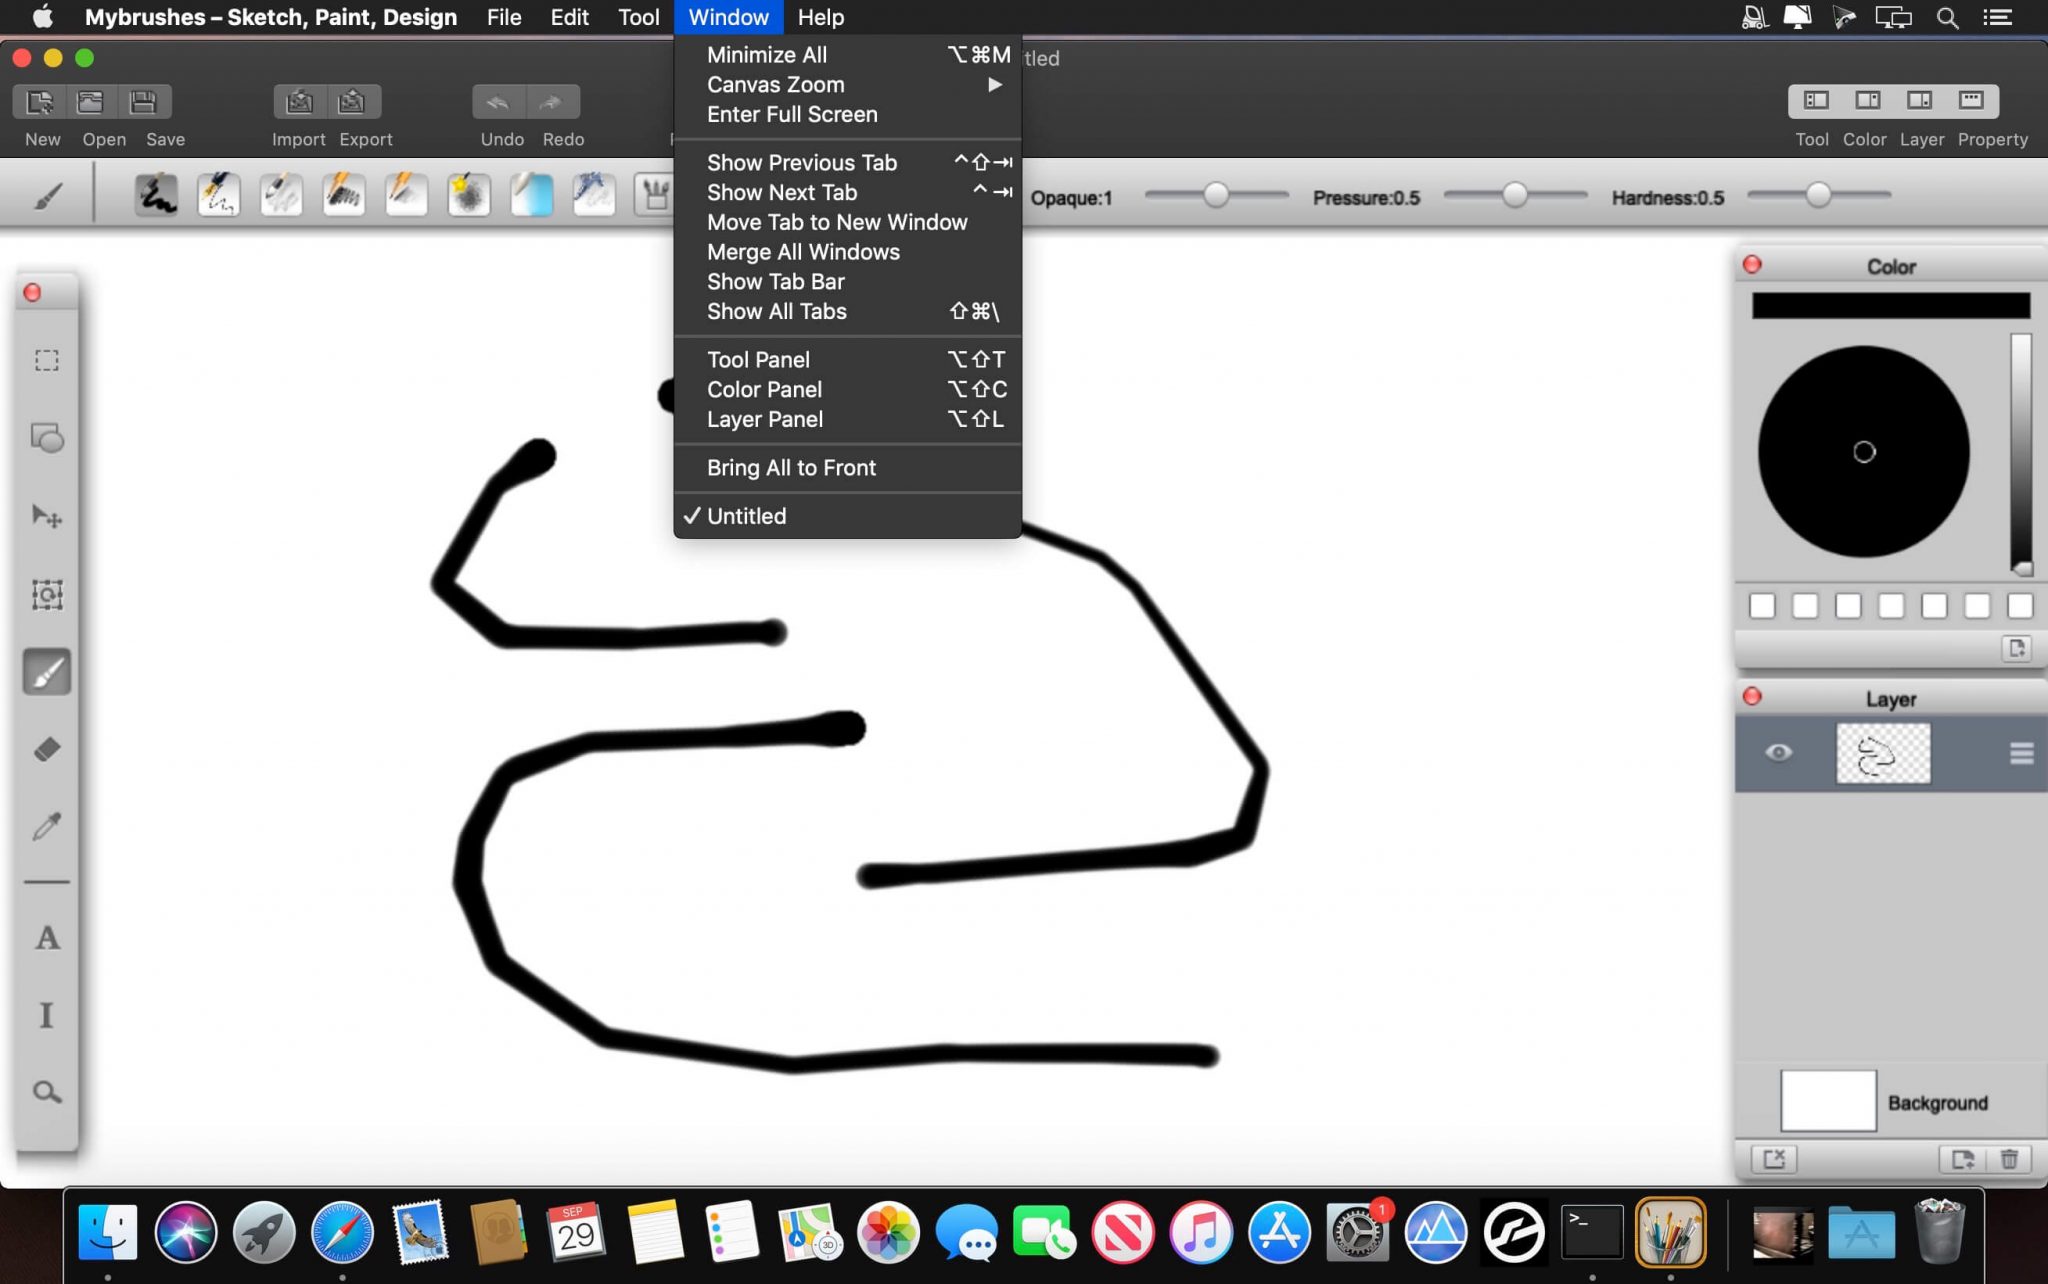 Mybrushes – Sketch, Paint, Design File Edit Tool Window Help
Minimize All ⌥⌘M
Canvas Zoom ▶
Enter Full Screen
Show Previous Tab ^⇧⇥
Show Next Tab ^⇥
Move Tab to New Window
Merge All Windows
Show Tab Bar
Show All Tabs ⇧⌘\
Tool Panel ⌥⇧T
Color Panel ⌥⇧C
Layer Panel ⌥⇧L
Bring All to Front
✓ Untitled
New Open Save Import Export Undo Redo
Tool Color Layer Property
Opaque:1 Pressure:0.5 Hardness:0.5
Color
A
I
Layer
Background
SEP
29
3D
1
>_